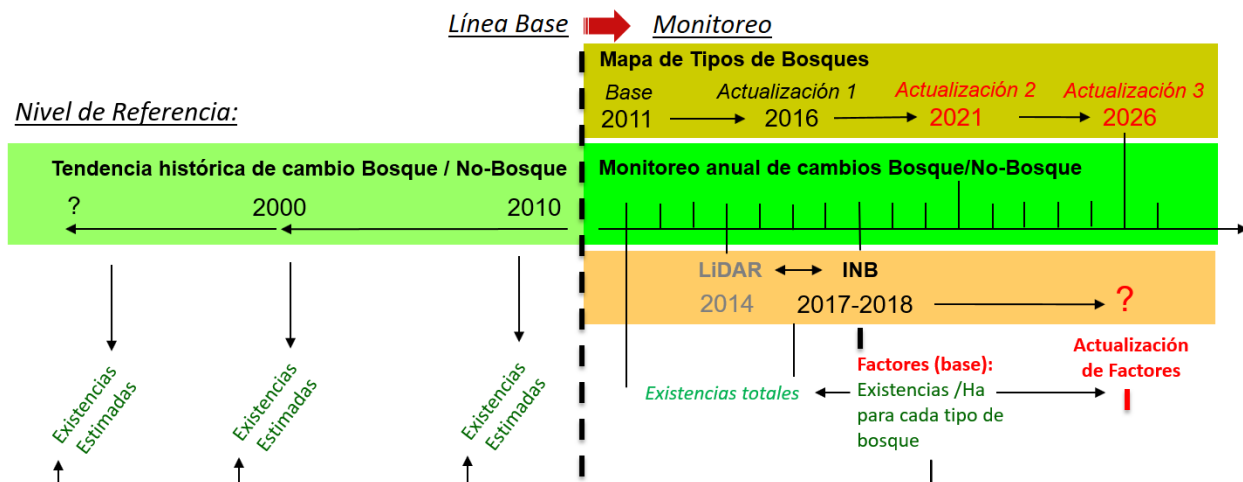 Línea Base
Monitoreo
Nivel de Referencia:
Mapa de Tipos de Bosques
Base
Actualización 1
Actualización 2
Actualización 3
2011
2016
2021
2026
Tendencia histórica de cambio Bosque / No-Bosque
?
2000
2010
Monitoreo anual de cambios Bosque/No-Bosque
LiDAR
INB
2014
2017-2018
?
Existencias
Estimadas
Existencias
Estimadas
Existencias
Estimadas
Existencias totales
Factores (base):
Existencias /Ha
para cada tipo de
bosque
Actualización
de Factores